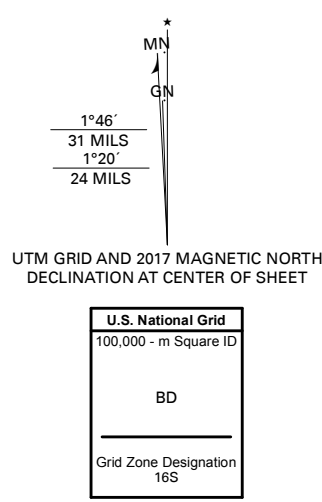 ★
MN
GN
1°46´
31 MILS
1°20´
24 MILS
UTM GRID AND 2017 MAGNETIC NORTH
DECLINATION AT CENTER OF SHEET
U.S. National Grid
100,000 - m Square ID
BD
Grid Zone Designation
16S